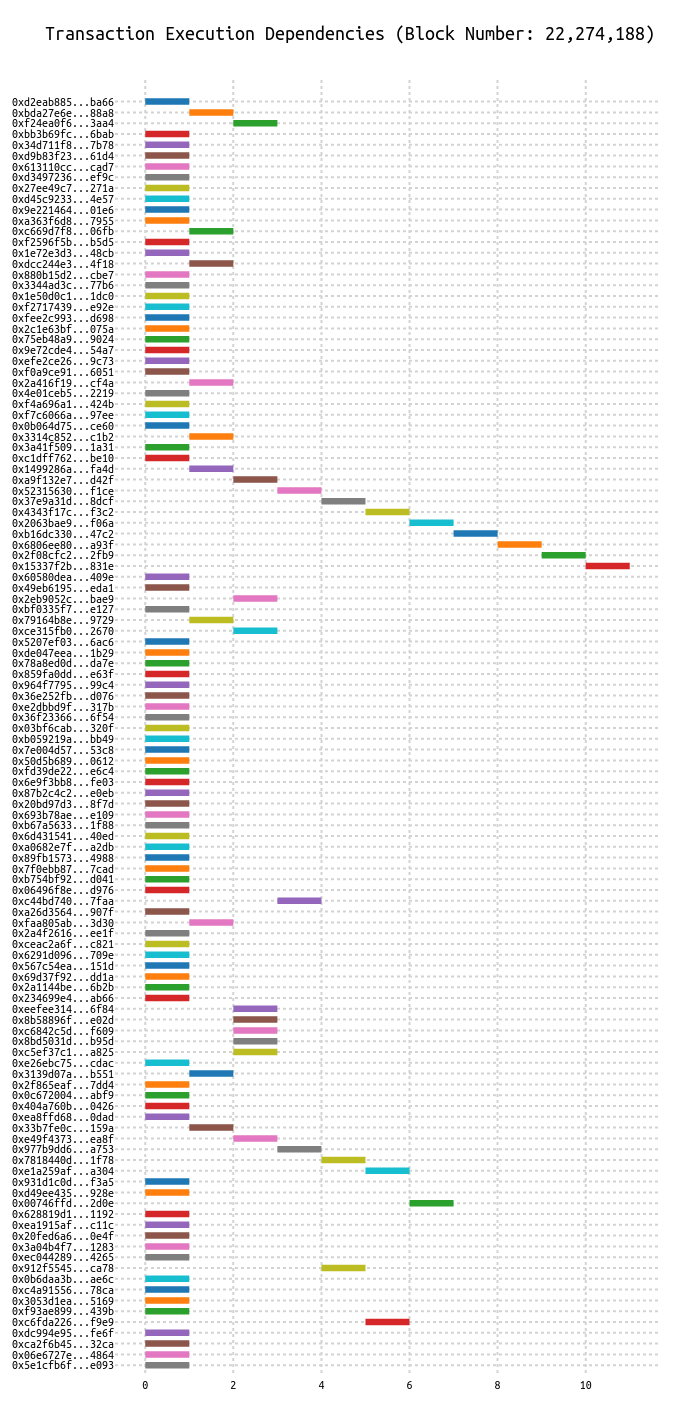 Transaction Execution Dependencies (Block Number: 22,274,188)
0xd2eab885...ba66
0xbda27e6e...88a8
0xf24ea0f6...3aa4
0xbb3b69fc...6bab
0x34d711f8...7b78
0xd9b83f23...61d4
0x613110cc...cad7
0xd3497236...ef9c
0x27ee49c7...271a
0xd45c9233...4e57
0x9e221464...01e6
0xa363f6d8...7955
0xc669d7f8...06fb
0xf2596f5b...b5d5
0x1e72e3d3...48cb
0xdcc244e3...4f18
0x880b15d2...cbe7
0x3344ad3c...77b6
0x1e50d0c1...1dc0
0xf2717439...e92e
0xfee2c993...d698
0x2c1e63bf...075a
0x75eb48a9...9024
0x9e72cde4...54a7
0xefe2ce26...9c73
0xf0a9ce91...6051
0x2a416f19...cf4a
0x4e01ceb5...2219
0xf4a696a1...424b
0xf7c6066a...97ee
0x0b064d75...ce60
0x3314c852...c1b2
0x3a41f509...1a31
0xc1dff762...be10
0x1499286a...fa4d
0xa9f132e7...d42f
0x52315630...f1ce
0x37e9a31d...8dcf
0x4343f17c...f3c2
0x2063bae9...f06a
0xb16dc330...47c2
0x6806ee80...a93f
0x2f08cfc2...2fb9
0x15337f2b...831e
0x60580dea...409e
0x49eb6195...eda1
0x2eb9052c...bae9
0xbf0335f7...e127
0x79164b8e...9729
0xce315fb0...2670
0x5207ef03...6ac6
0xde047eea...1b29
0x78a8ed0d...da7e
0x859fa0dd...e63f
0x964f7795...99c4
0x36e252fb...d076
0xe2dbbd9f...317b
0x36f23366...6f54
0x03bf6cab...320f
0xb059219a...bb49
0x7e004d57...53c8
0x50d5b689...0612
0xfd39de22...e6c4
0x6e9f3bb8...fe03
0x87b2c4c2...e0eb
0x20bd97d3...8f7d
0x693b78ae...e109
0xb67a5633...1f88
0x6d431541...40ed
0xa0682e7f...a2db
0x89fb1573...4988
0x7f0ebb87...7cad
0xb754bf92...d041
0x06496f8e...d976
0xc44bd740...7faa
0xa26d3564...907f
0xfaa805ab...3d30
0x2a4f2616...ee1f
0xceac2a6f...c821
0x6291d096...709e
0x567c54ea...151d
0x69d37f92...dd1a
0x2a1144be...6b2b
0x234699e4...ab66
0xeefee314...6f84
0x8b58896f...e02d
0xc6842c5d...f609
0x8bd5031d...b95d
0xc5ef37c1...a825
0xe26ebc75...cdac
0x3139d07a...b551
0x2f865eaf...7dd4
0x0c672004...abf9
0x404a760b...0426
0xea8ffd68...0dad
0x33b7fe0c...159a
0xe49f4373...ea8f
0x977b9dd6...a753
0x7818440d...1f78
0xe1a259af...a304
0x931d1c0d...f3a5
0xd49ee435...928e
0x00746ffd...2d0e
0x628819d1...1192
0xea1915af...c11c
0x20fed6a6...0e4f
0x3a04b4f7...1283
0xec044289...4265
0x912f5545...ca78
0x0b6daa3b...ae6c
0xc4a91556...78ca
0x3053d1ea...5169
0xf93ae899...439b
0xc6fda226...f9e9
0xdc994e95...fe6f
0xca2f6b45...32ca
0x06e6727e...4864
0x5e1cfb6f...e093
0 2 4 6 8 10